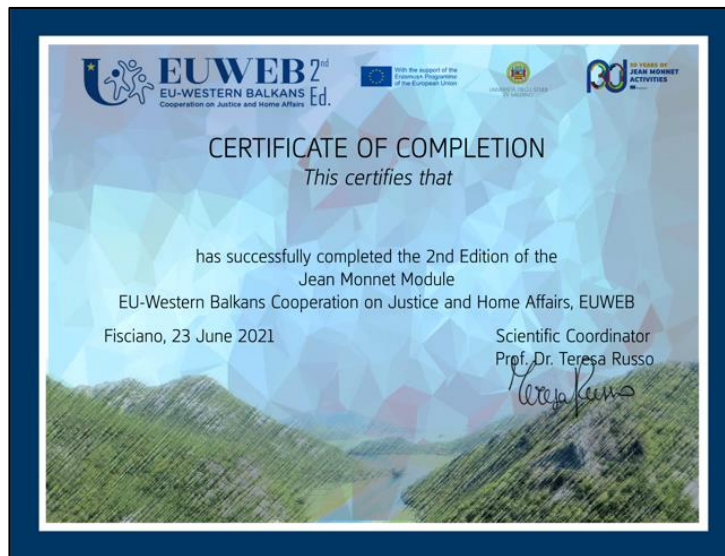 EUWEB 2nd Ed.
EU-WESTERN BALKANS
Cooperation on Justice and Home Affairs
With the support of the
Erasmus+ Programme
of the European Union
30 YEARS OF
JEAN MONNET
ACTIVITIES
CERTIFICATE OF COMPLETION
This certifies that
has successfully completed the 2nd Edition of the
Jean Monnet Module
EU-Western Balkans Cooperation on Justice and Home Affairs, EUWEB
Fisciano, 23 June 2021
Scientific Coordinator
Prof. Dr. Teresa Russo
Teresa Russo